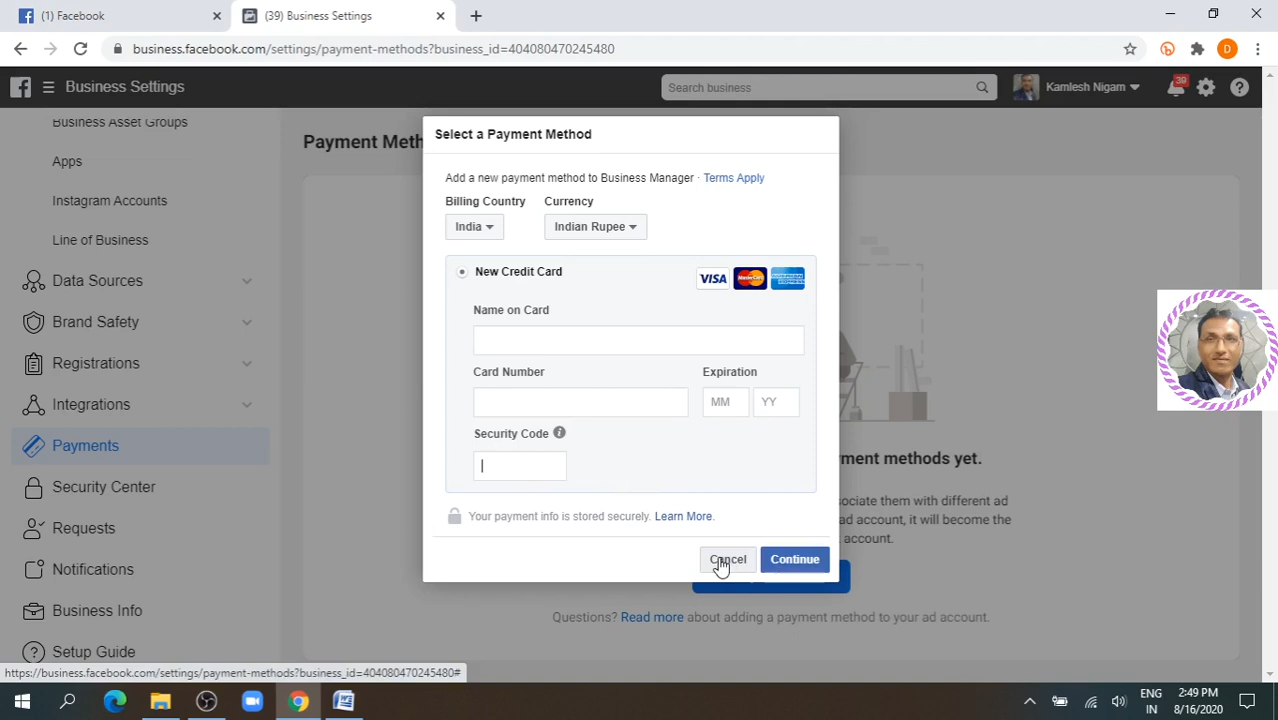 (1) Facebook
(39) Business Settings
business.facebook.com/settings/payment-methods?business_id=404080470245480
D
Business Settings
Search business
Kamlesh Nigam
39
Business Asset Groups
Apps
Instagram Accounts
Line of Business
Data Sources
Brand Safety
Registrations
Integrations
Payments
Security Center
Requests
Notifications
Business Info
Setup Guide
Payment Meth
Select a Payment Method
Add a new payment method to Business Manager · Terms Apply
Billing Country Currency
India Indian Rupee
New Credit Card
VISA MasterCard AMERICAN EXPRESS
Name on Card
Card Number Expiration
MM YY
Security Code
Your payment info is stored securely. Learn More.
Cancel Continue
yment methods yet.
sociate them with different ad
ad account, it will become the
account.
Questions? Read more about adding a payment method to your ad account.
https://business.facebook.com/settings/payment-methods?business_id=404080470245480#
ENG
IN
2:49 PM
8/16/2020